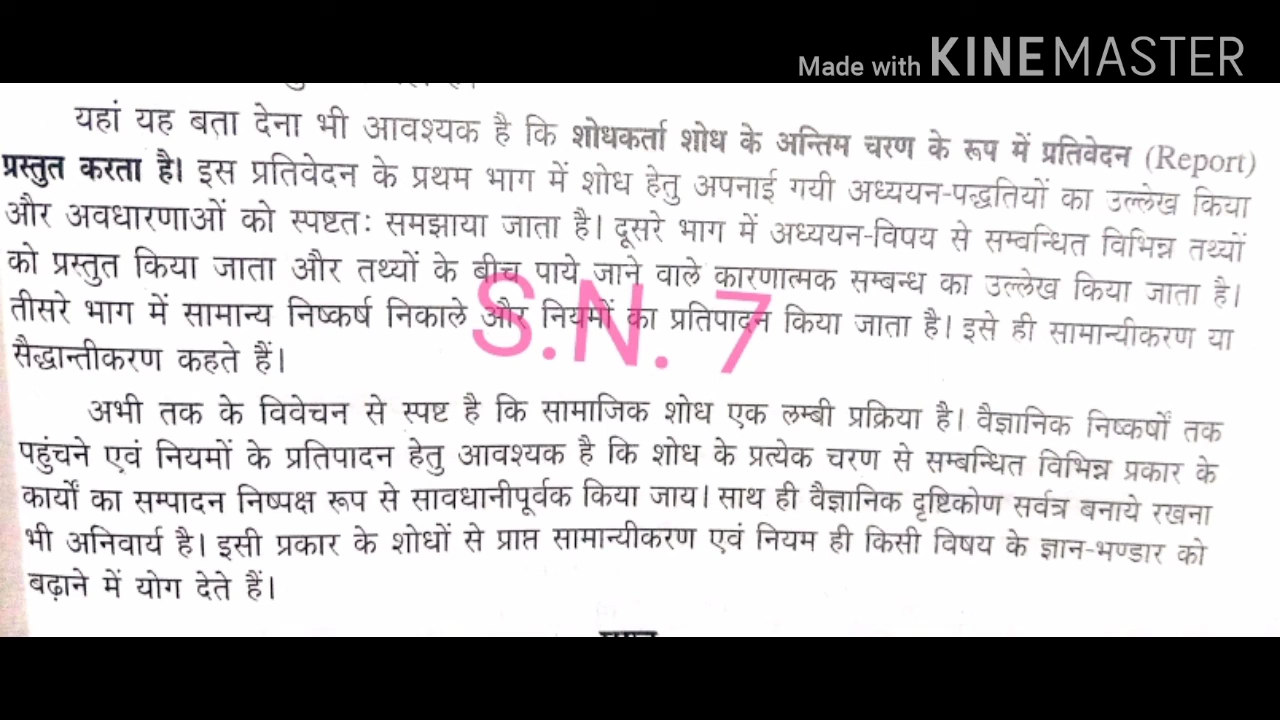 Made with KINEMASTER
यहां यह बता देना भी आवश्यक है कि शोधकर्ता शोध के अन्तिम चरण के रूप में प्रतिवेदन (Report)
प्रस्तुत करता है। इस प्रतिवेदन के प्रथम भाग में शोध हेतु अपनाई गयी अध्ययन-पद्धतियों का उल्लेख किया
और अवधारणाओं को स्पष्टतः समझाया जाता है। दूसरे भाग में अध्ययन-विषय से सम्बन्धित विभिन्न तथ्यों
को प्रस्तुत किया जाता और तथ्यों के बीच पाये जाने वाले कारणात्मक सम्बन्ध का उल्लेख किया जाता है।
तीसरे भाग में सामान्य निष्कर्ष निकाले और नियमों का प्रतिपादन किया जाता है। इसे ही सामान्यीकरण या
सैद्धान्तीकरण कहते हैं।
S.N. 7
अभी तक के विवेचन से स्पष्ट है कि सामाजिक शोध एक लम्बी प्रक्रिया है। वैज्ञानिक निष्कर्षों तक
पहुंचने एवं नियमों के प्रतिपादन हेतु आवश्यक है कि शोध के प्रत्येक चरण से सम्बन्धित विभिन्न प्रकार के
कार्यों का सम्पादन निष्पक्ष रूप से सावधानीपूर्वक किया जाय। साथ ही वैज्ञानिक दृष्टिकोण सर्वत्र बनाये रखना
भी अनिवार्य है। इसी प्रकार के शोधों से प्राप्त सामान्यीकरण एवं नियम ही किसी विषय के ज्ञान-भण्डार को
बढ़ाने में योग देते हैं।